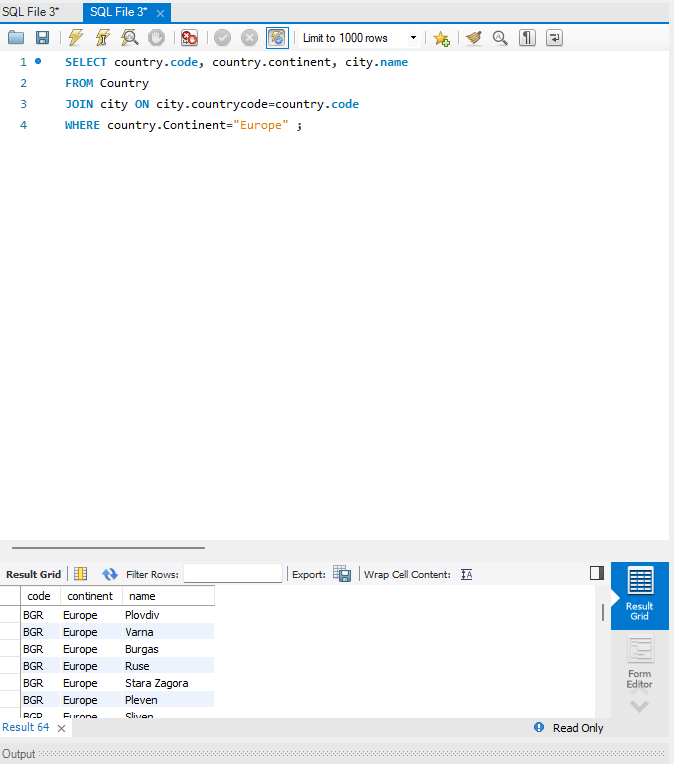 SQL File 3* SQL File 3*
Limit to 1000 rows
1 SELECT country.code, country.continent, city.name
2 FROM Country
3 JOIN city ON city.countrycode=country.code
4 WHERE country.Continent="Europe" ;
Result Grid Filter Rows: Export: Wrap Cell Content:
code continent name
BGR Europe Plovdiv
BGR Europe Varna
BGR Europe Burgas
BGR Europe Ruse
BGR Europe Stara Zagora
BGR Europe Pleven
BGR Europe Sliven
Result
Grid
Form
Editor
Result 64 Read Only
Output